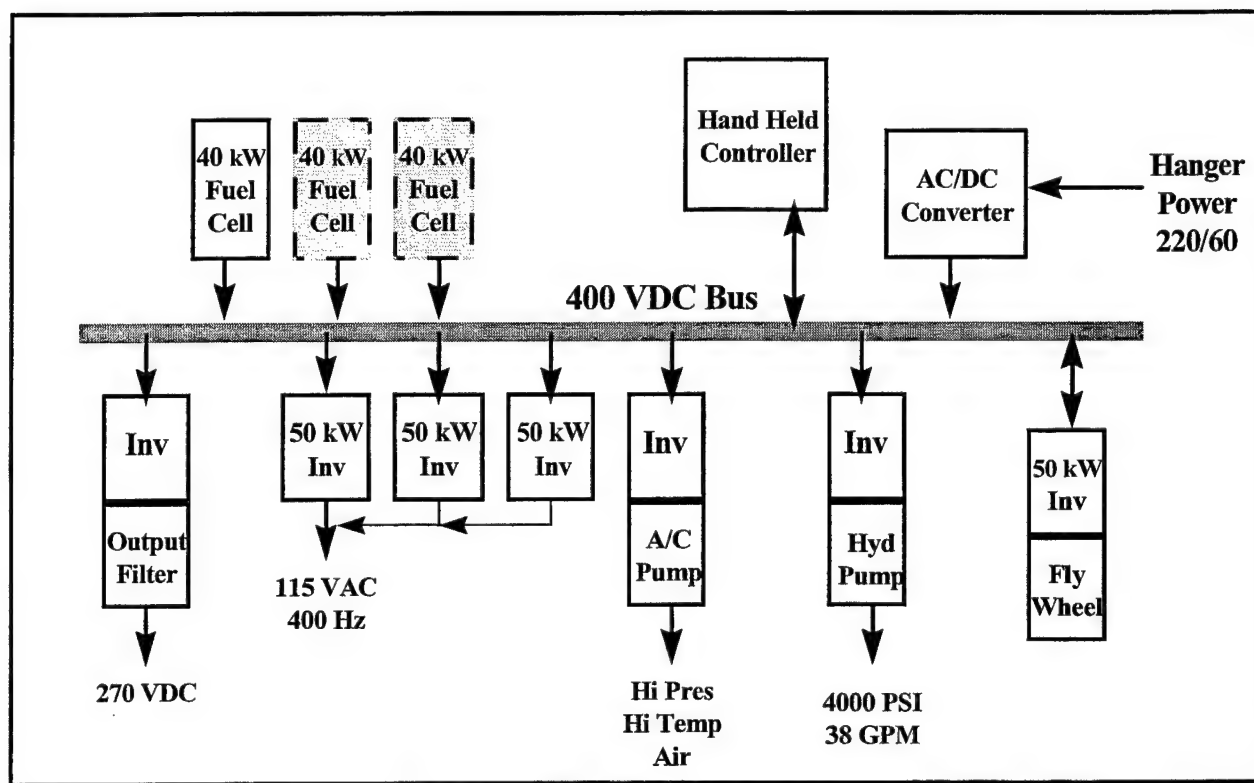 40 kW
Fuel
Cell
40 kW
Fuel
Cell
40 kW
Fuel
Cell
Hand Held
Controller
AC/DC
Converter
Hanger
Power
220/60
400 VDC Bus
Inv
Output
Filter
270 VDC
50 kW
Inv
50 kW
Inv
50 kW
Inv
115 VAC
400 Hz
Inv
A/C
Pump
Hi Pres
Hi Temp
Air
Inv
Hyd
Pump
4000 PSI
38 GPM
50 kW
Inv
Fly
Wheel